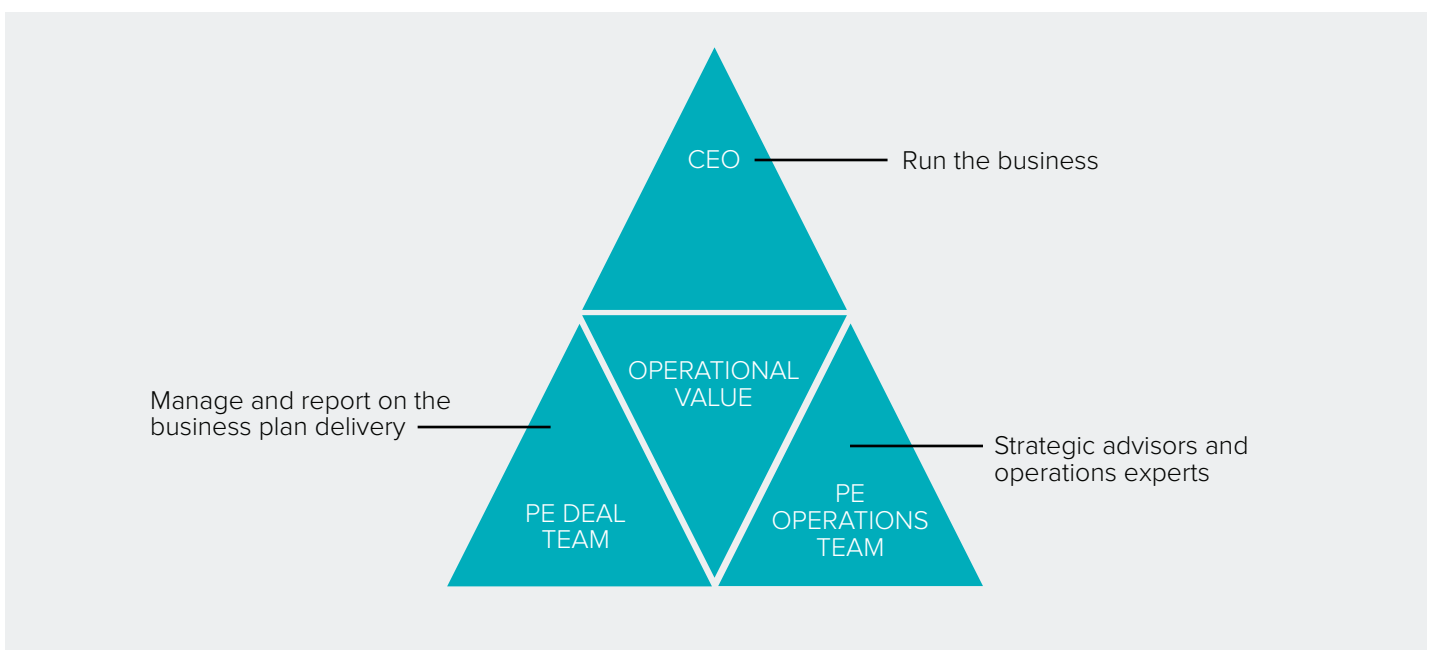 CEO
Run the business
OPERATIONAL
VALUE
Manage and report on the
business plan delivery
Strategic advisors and
operations experts
PE DEAL
TEAM
PE
OPERATIONS
TEAM